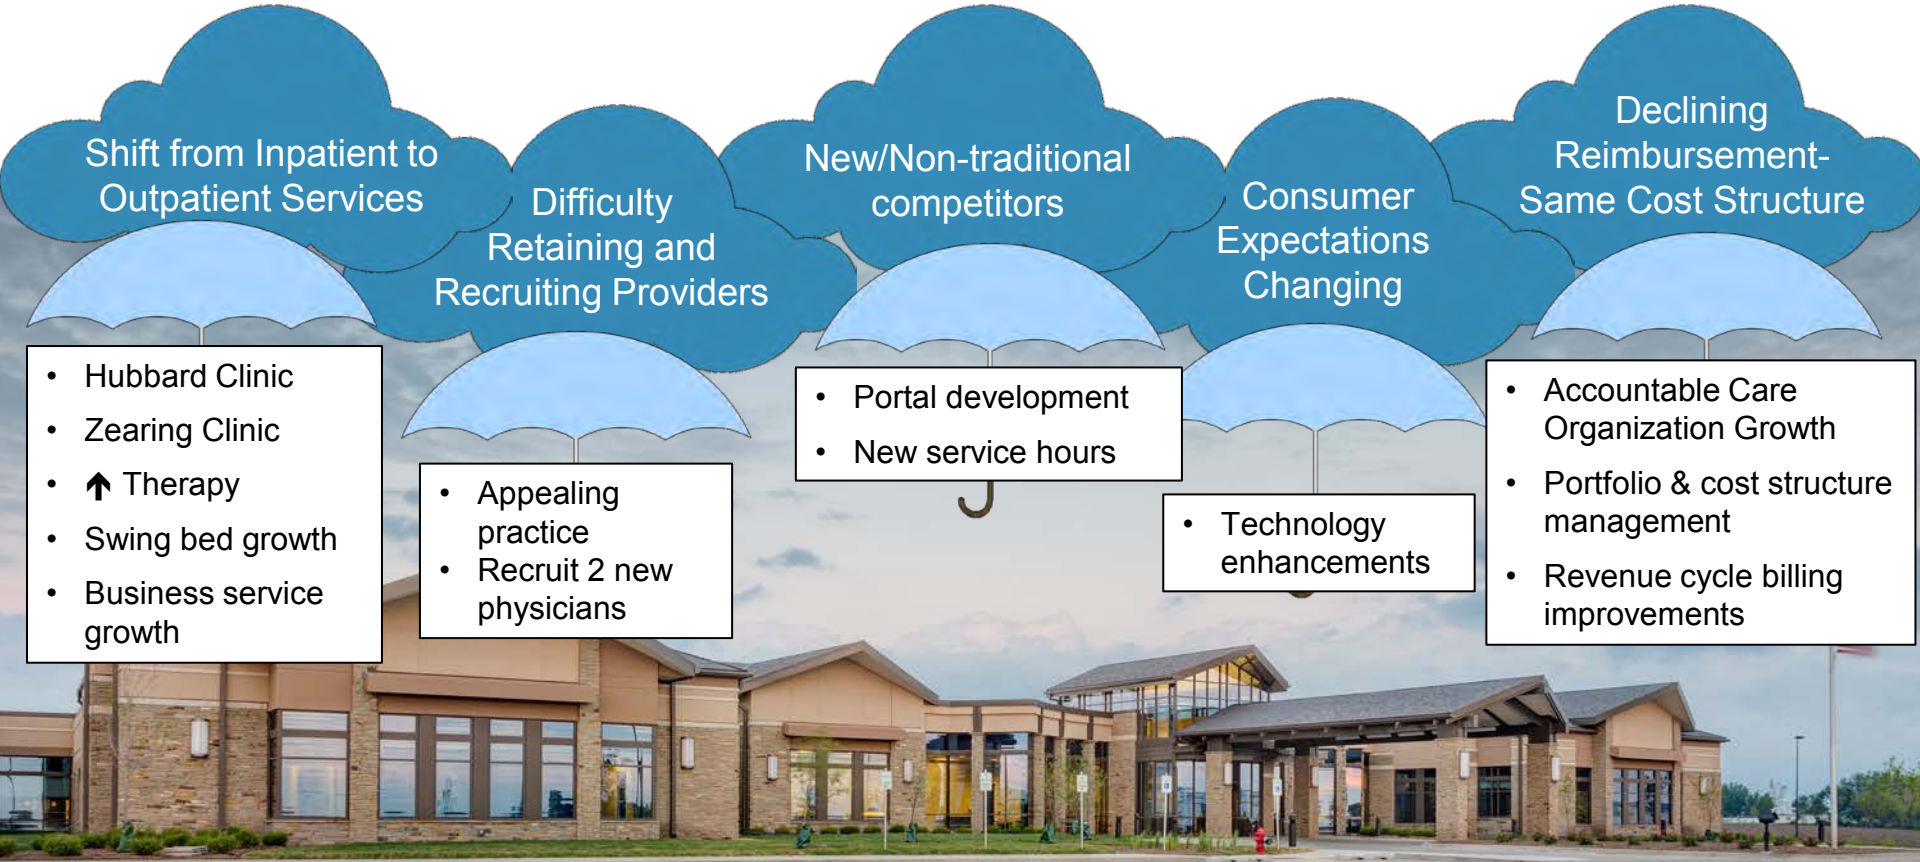 Shift from Inpatient to
Outpatient Services
• Hubbard Clinic
• Zearing Clinic
• ↑ Therapy
• Swing bed growth
• Business service
growth
Difficulty
Retaining and
Recruiting Providers
• Appealing
practice
• Recruit 2 new
physicians
New/Non-traditional
competitors
• Portal development
• New service hours
Consumer
Expectations
Changing
• Technology
enhancements
Declining
Reimbursement-
Same Cost Structure
• Accountable Care
Organization Growth
• Portfolio & cost structure
management
• Revenue cycle billing
improvements